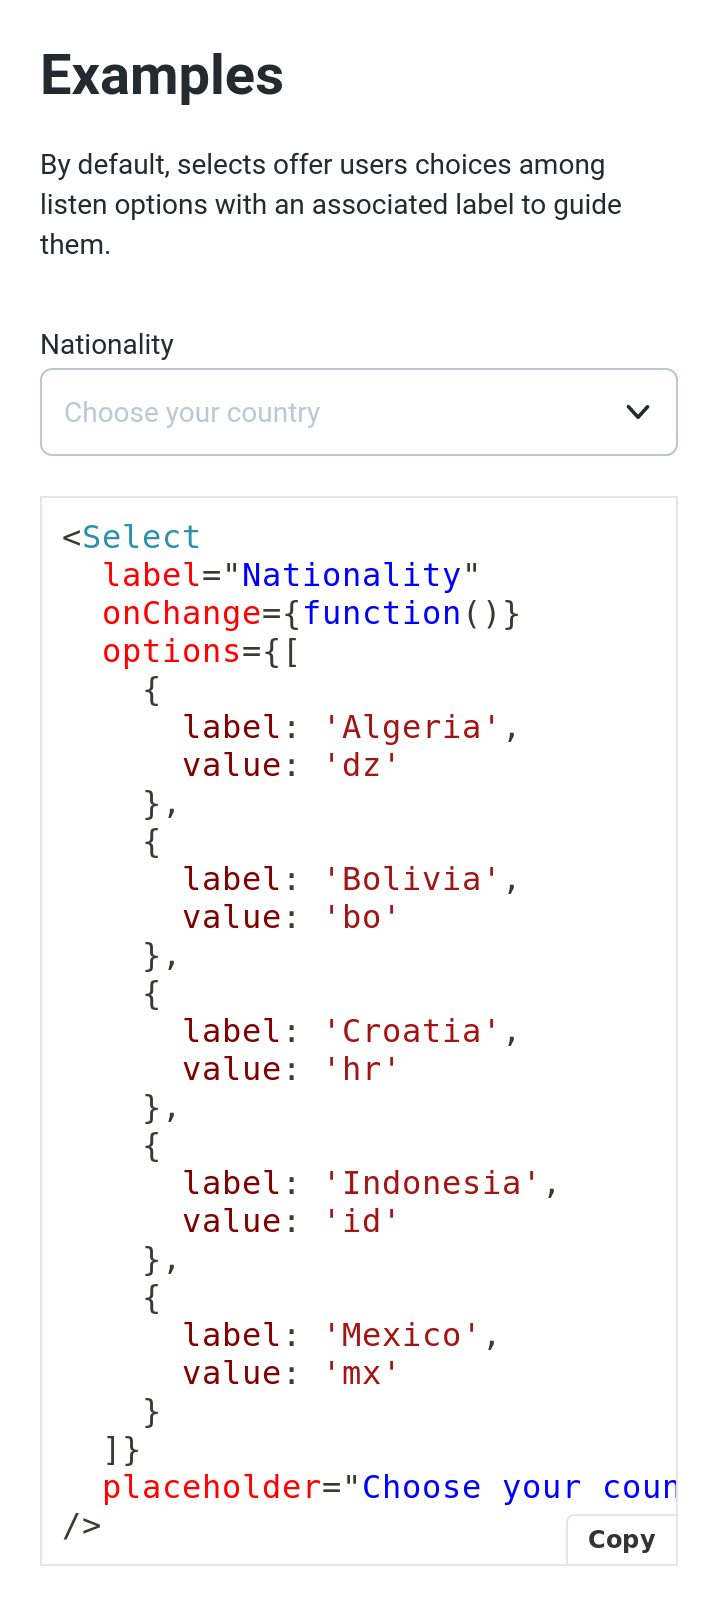 Examples
By default, selects offer users choices among
listen options with an associated label to guide
them.
Nationality
Choose your country
<Select
  label="Nationality"
  onChange={function()}
  options={[
    {
      label: 'Algeria',
      value: 'dz'
    },
    {
      label: 'Bolivia',
      value: 'bo'
    },
    {
      label: 'Croatia',
      value: 'hr'
    },
    {
      label: 'Indonesia',
      value: 'id'
    },
    {
      label: 'Mexico',
      value: 'mx'
    }
  ]}
  placeholder="Choose your
/>
Copy